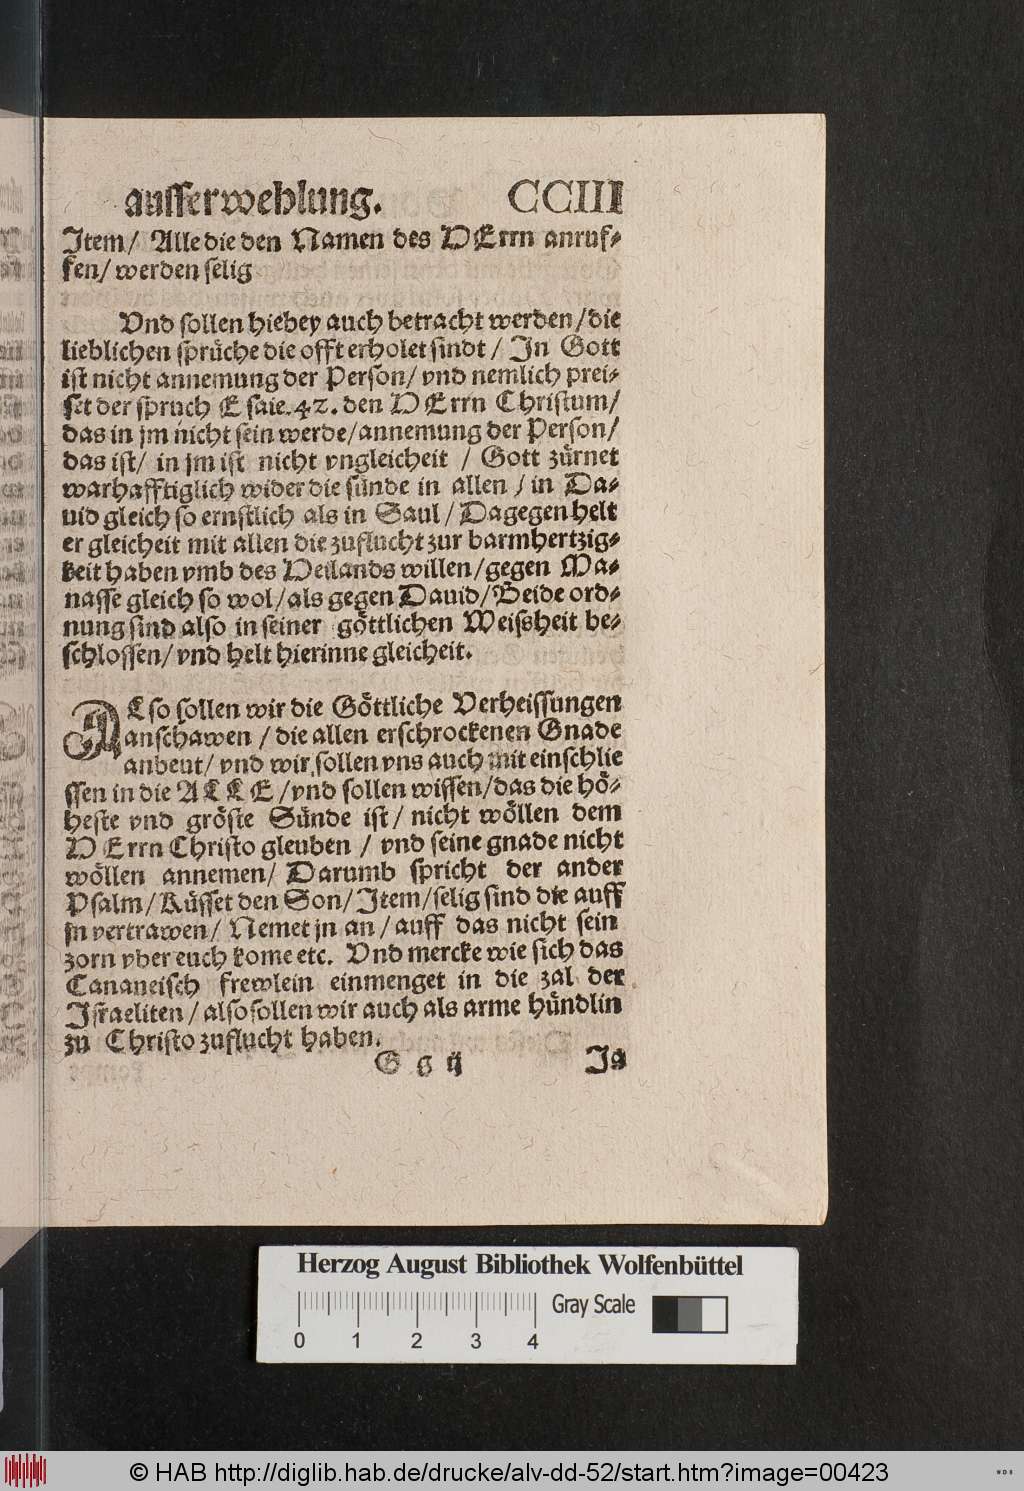 ausserwehlung. CCIII
Item/ Alle die den Namen des HErrn anruf-
fen/ werden selig
Vnd sollen hiebey auch betracht werden/ die
lieblichen sprüche die offt erholet sindt / In Gott
ist nicht annemung der Person/ vnd nemlich prei-
set der spruch Esaie. 42. den HErrn Christum/
das in jm nicht sein werde/ annemung der Person/
das ist/ in jm ist nicht vngleicheit / Gott zürnet
warhafftiglich wider die sünde in allen / in Da-
uid gleich so ernstlich als in Saul / Dagegen helt
er gleicheit mit allen die zuflucht zur barmhertzig-
keit haben vmb des Heilands willen/ gegen Ma-
nasse gleich so wol/ als gegen Dauid/ Beide ord-
nung sind also in seiner göttlichen Weißheit be-
schlossen/ vnd helt hierinne gleicheit.
ALso sollen wir die Göttliche Verheissungen
anschawen / die allen erschrockenen Gnade
anbeut/ vnd wir sollen vns auch mit einschlie
ssen in die ALLE / vnd sollen wissen/ das die hö-
heste vnd gröste Sünde ist/ nicht wöllen dem
HErrn Christo gleuben / vnd seine gnade nicht
wöllen annemen/ Darumb spricht der ander
Psalm/ Küsset den Son/ Item/ selig sind die auff
jn vertrawen/ Nemet jn an / auff das nicht sein
zorn vber euch kome etc. Vnd mercke wie sich das
Cananeisch frewlein einmenget in die zal der
Israeliten / also sollen wir auch als arme hündlin
zu Christo zuflucht haben.
G g ij Ja
Herzog August Bibliothek Wolfenbüttel
Gray Scale
0 1 2 3 4
© HAB http://diglib.hab.de/drucke/alv-dd-52/start.htm?image=00423